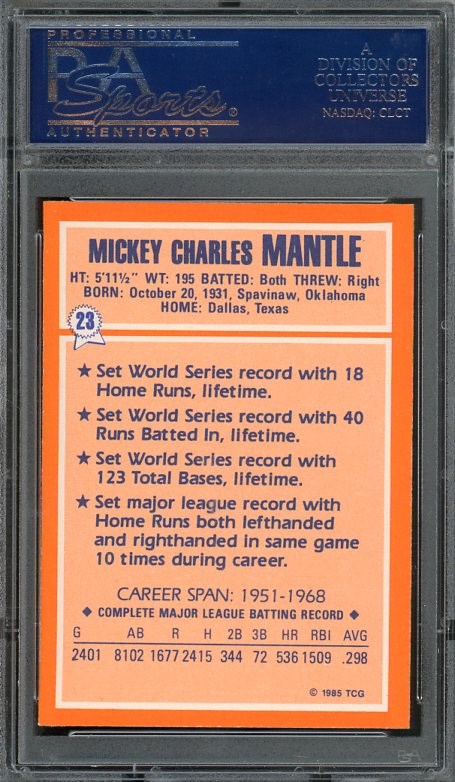 PROFESSIONAL
PSA
Sports®
AUTHENTICATOR
A
DIVISION OF
COLLECTORS
UNIVERSE
NASDAQ: CLCT
MICKEY CHARLES MANTLE
HT: 5'11½" WT: 195 BATTED: Both THREW: Right
BORN: October 20, 1931, Spavinaw, Oklahoma
HOME: Dallas, Texas
23
★ Set World Series record with 18
Home Runs, lifetime.
★ Set World Series record with 40
Runs Batted In, lifetime.
★ Set World Series record with
123 Total Bases, lifetime.
★ Set major league record with
Home Runs both lefthanded
and righthanded in same game
10 times during career.
CAREER SPAN: 1951-1968
◆ COMPLETE MAJOR LEAGUE BATTING RECORD ◆
G AB R H 2B 3B HR RBI AVG
2401 8102 1677 2415 344 72 536 1509 .298
© 1985 TCG
PSA